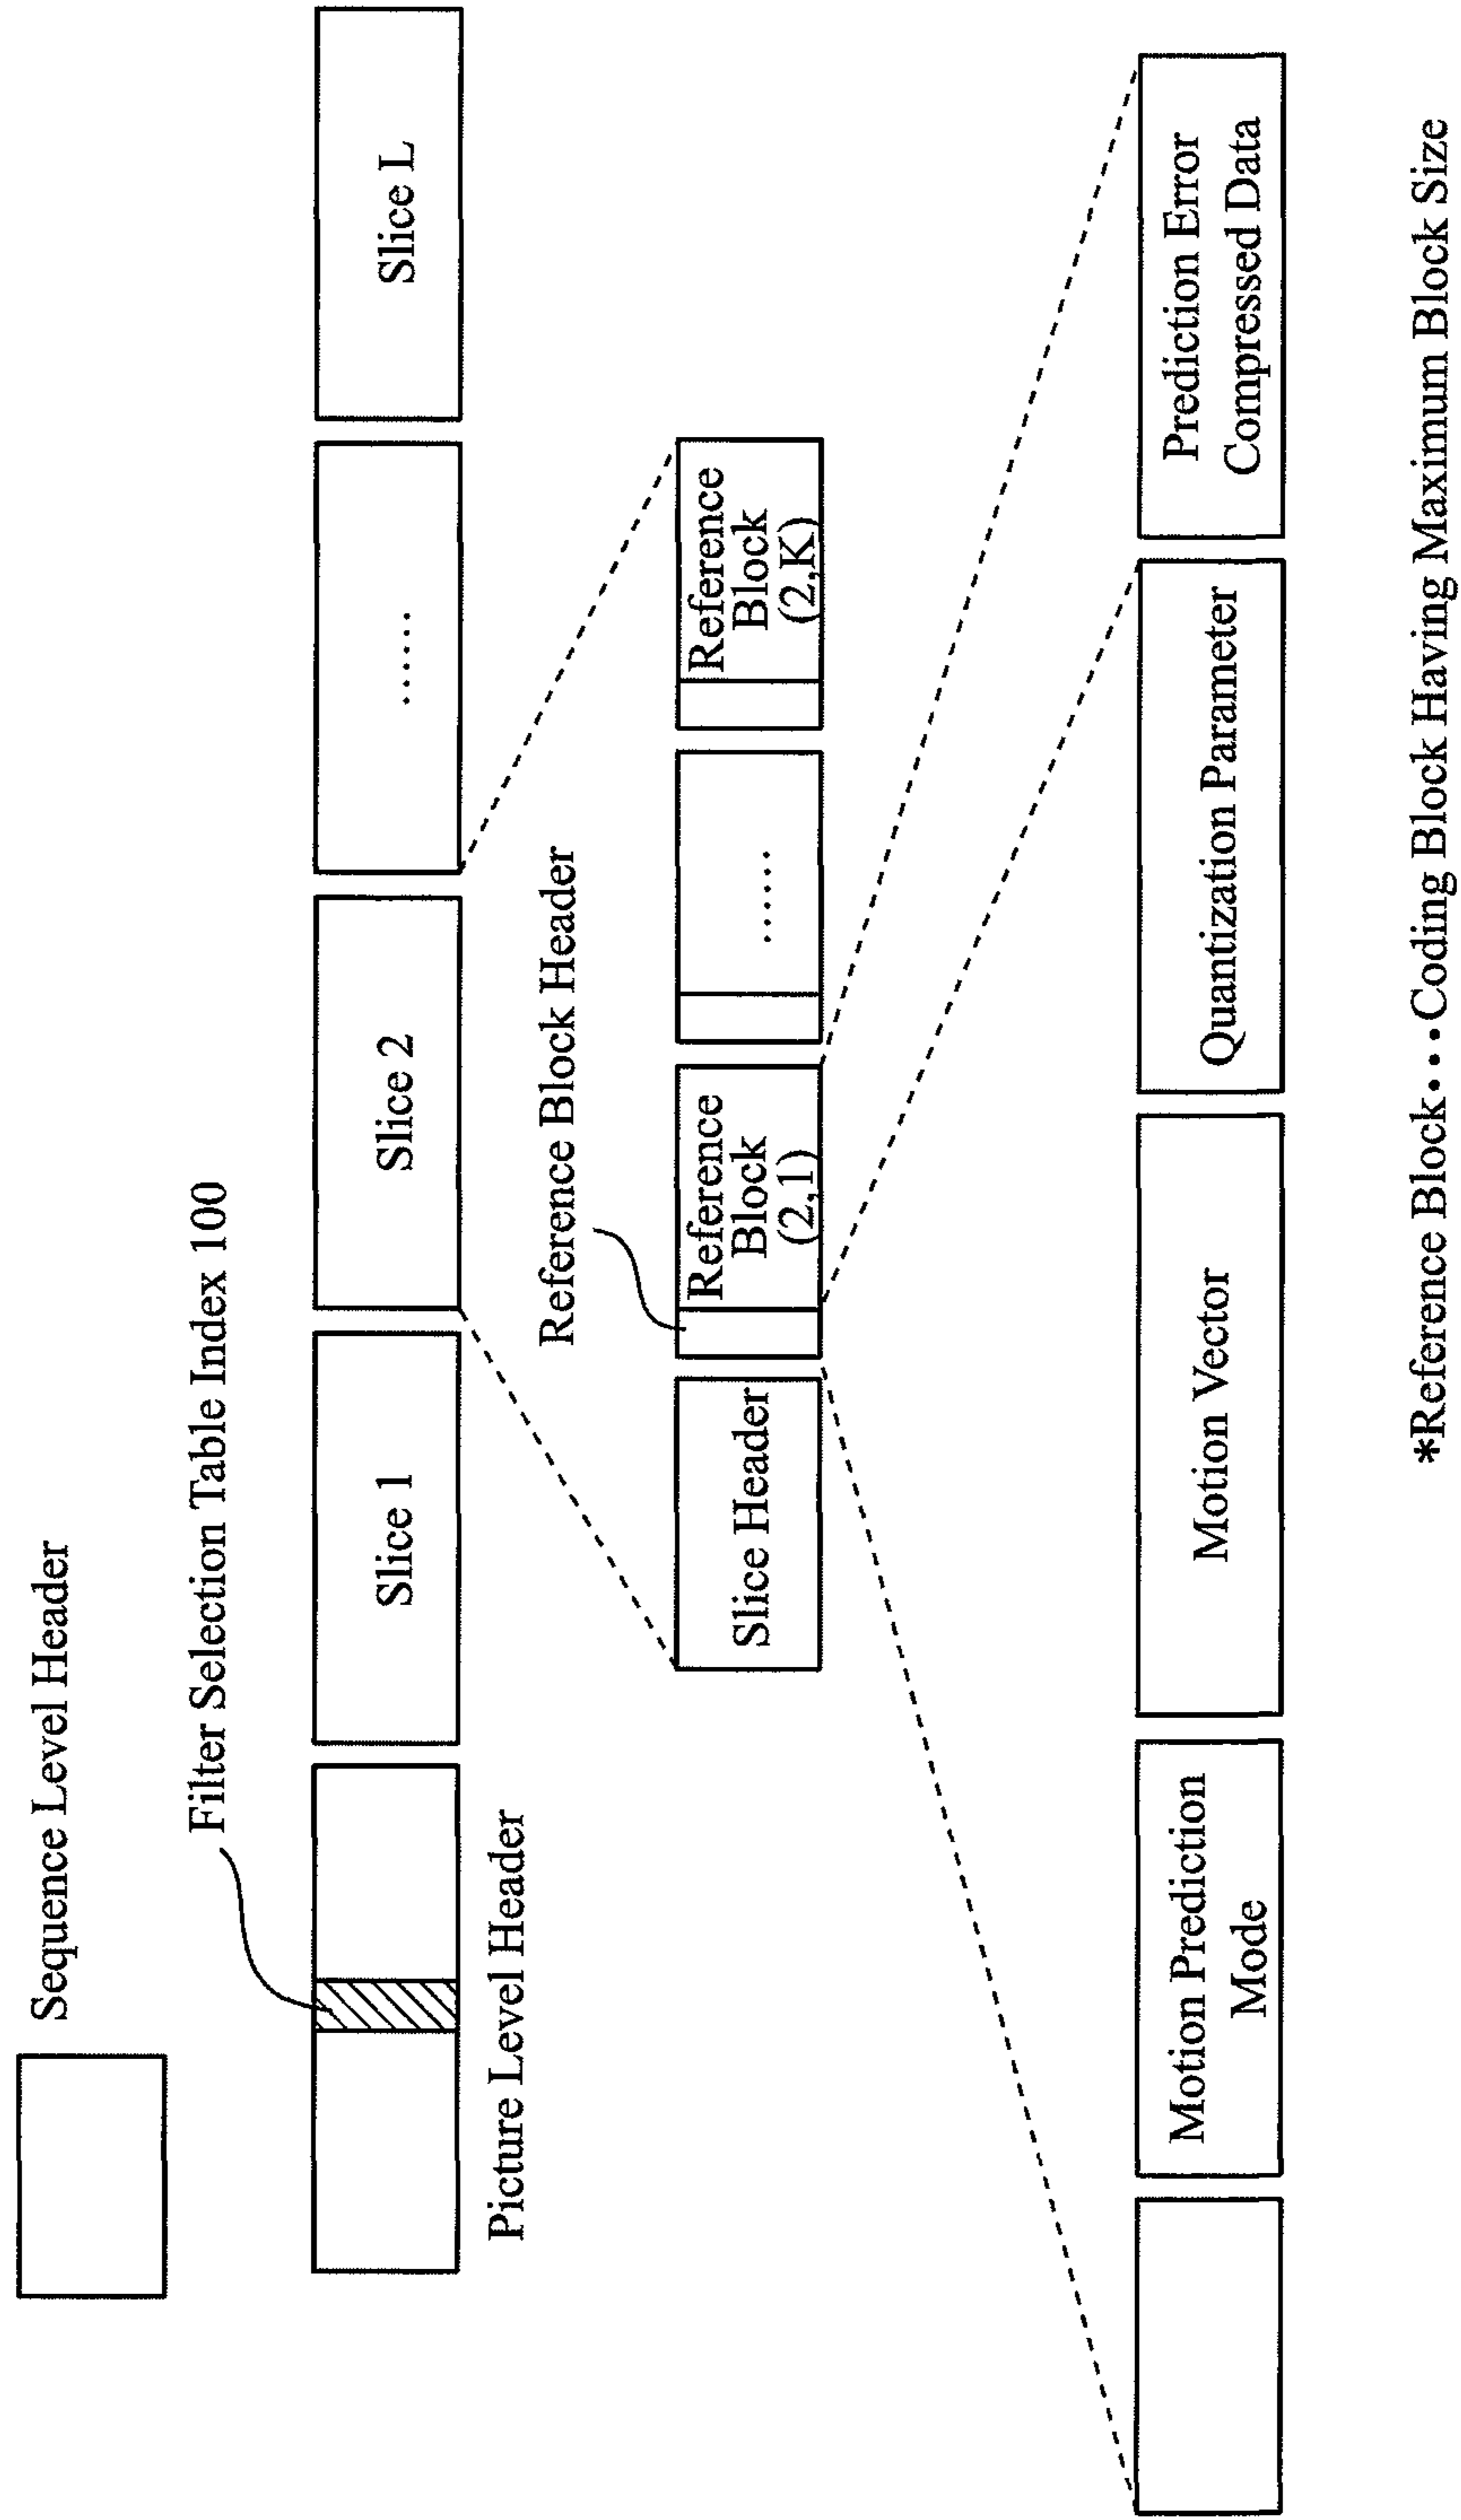 Sequence Level Header
Filter Selection Table Index 100
Slice 1
Slice 2
......
Slice L
Picture Level Header
Reference Block Header
Slice Header
Reference
Block
(2,1)
......
Reference
Block
(2,K)
Motion Prediction
Mode
Motion Vector
Quantization Parameter
Prediction Error
Compressed Data
*Reference Block•••Coding Block Having Maximum Block Size